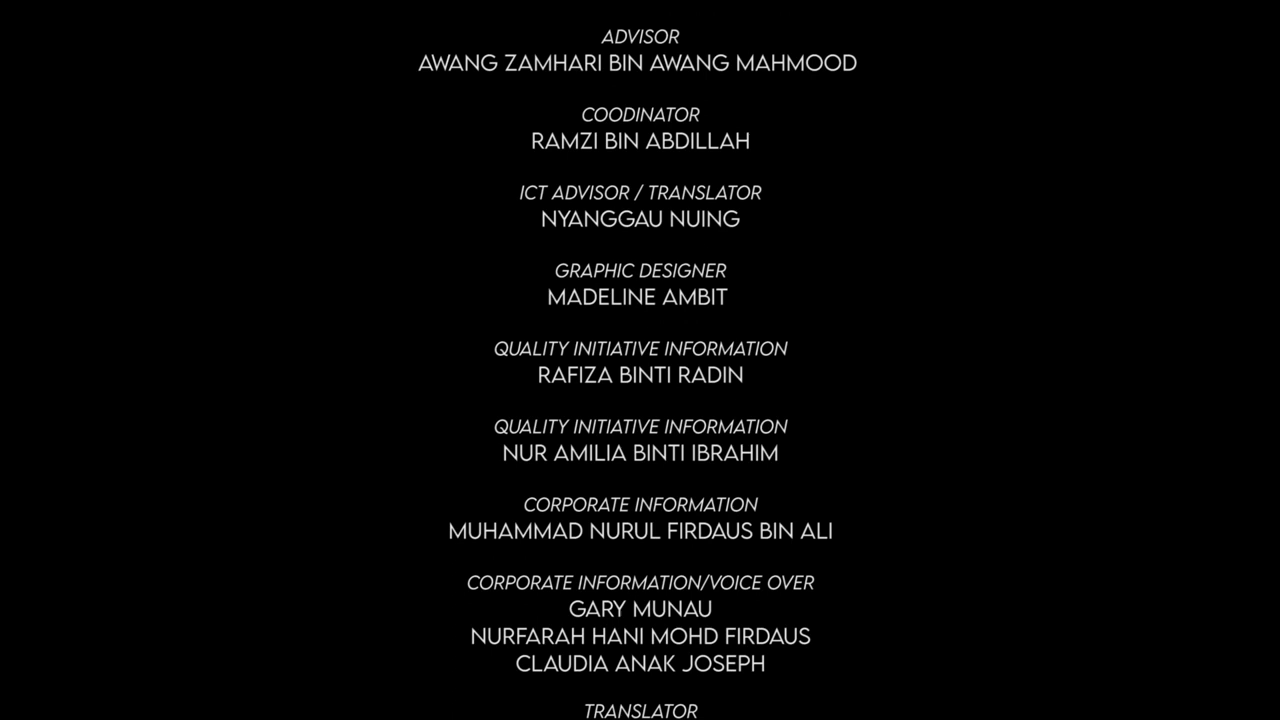 ADVISOR
AWANG ZAMHARI BIN AWANG MAHMOOD
COODINATOR
RAMZI BIN ABDILLAH
ICT ADVISOR / TRANSLATOR
NYANGGAU NUING
GRAPHIC DESIGNER
MADELINE AMBIT
QUALITY INITIATIVE INFORMATION
RAFIZA BINTI RADIN
QUALITY INITIATIVE INFORMATION
NUR AMILIA BINTI IBRAHIM
CORPORATE INFORMATION
MUHAMMAD NURUL FIRDAUS BIN ALI
CORPORATE INFORMATION/VOICE OVER
GARY MUNAU
NURFARAH HANI MOHD FIRDAUS
CLAUDIA ANAK JOSEPH
TRANSLATOR